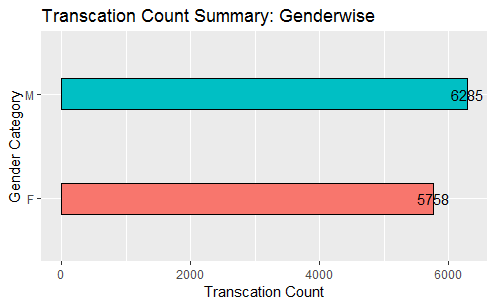 Transcation Count Summary: Genderwise
Gender Category
M
6285
F
5758
0 2000 4000 6000
Transcation Count